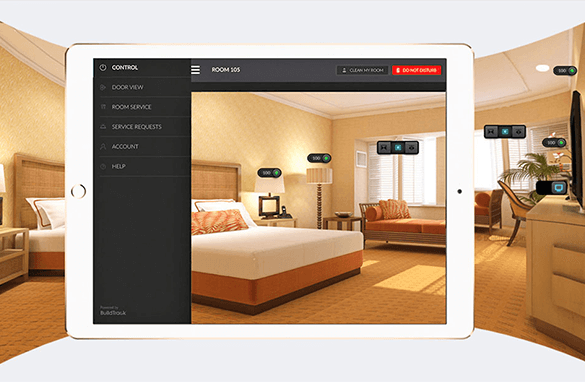 CONTROL
ROOM 105
CLEAN MY ROOM
DO NOT DISTURB
DOOR VIEW
ROOM SERVICE
SERVICE REQUESTS
ACCOUNT
HELP
100
100
100
100
Powered by
BuildTrack